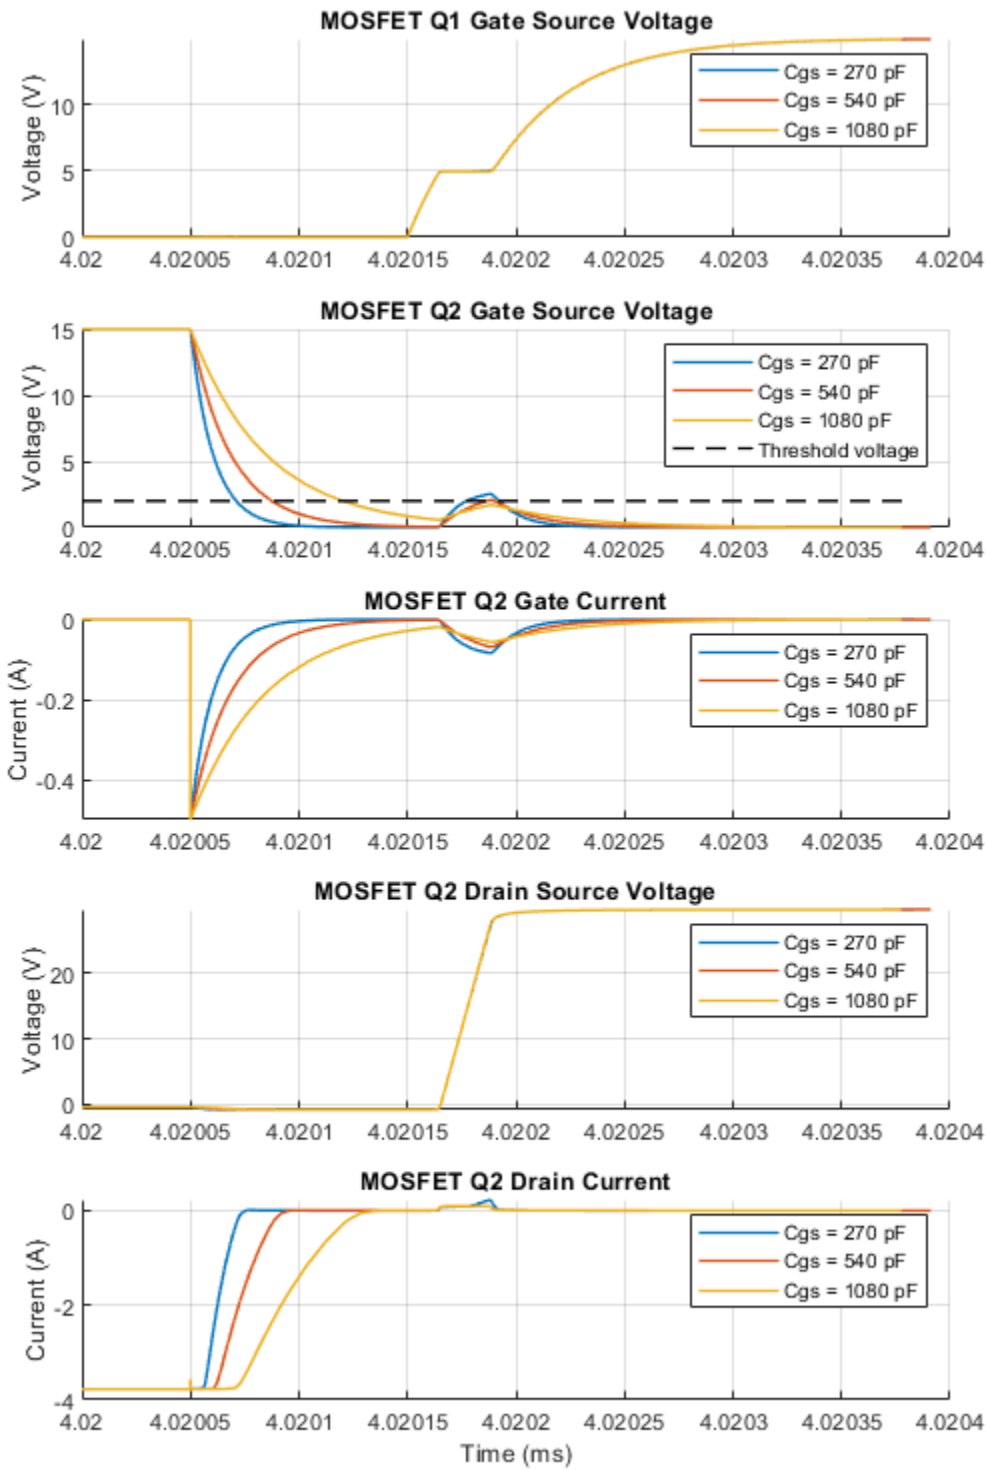 MOSFET Q1 Gate Source Voltage
Voltage (V)
10
5
0
Cgs = 270 pF
Cgs = 540 pF
Cgs = 1080 pF
4.02 4.02005 4.0201 4.02015 4.0202 4.02025 4.0203 4.02035 4.0204
MOSFET Q2 Gate Source Voltage
Voltage (V)
15
10
5
0
Cgs = 270 pF
Cgs = 540 pF
Cgs = 1080 pF
Threshold voltage
4.02 4.02005 4.0201 4.02015 4.0202 4.02025 4.0203 4.02035 4.0204
MOSFET Q2 Gate Current
Current (A)
0
-0.2
-0.4
Cgs = 270 pF
Cgs = 540 pF
Cgs = 1080 pF
4.02 4.02005 4.0201 4.02015 4.0202 4.02025 4.0203 4.02035 4.0204
MOSFET Q2 Drain Source Voltage
Voltage (V)
20
10
0
Cgs = 270 pF
Cgs = 540 pF
Cgs = 1080 pF
4.02 4.02005 4.0201 4.02015 4.0202 4.02025 4.0203 4.02035 4.0204
MOSFET Q2 Drain Current
Current (A)
0
-2
-4
Cgs = 270 pF
Cgs = 540 pF
Cgs = 1080 pF
4.02 4.02005 4.0201 4.02015 4.0202 4.02025 4.0203 4.02035 4.0204
Time (ms)